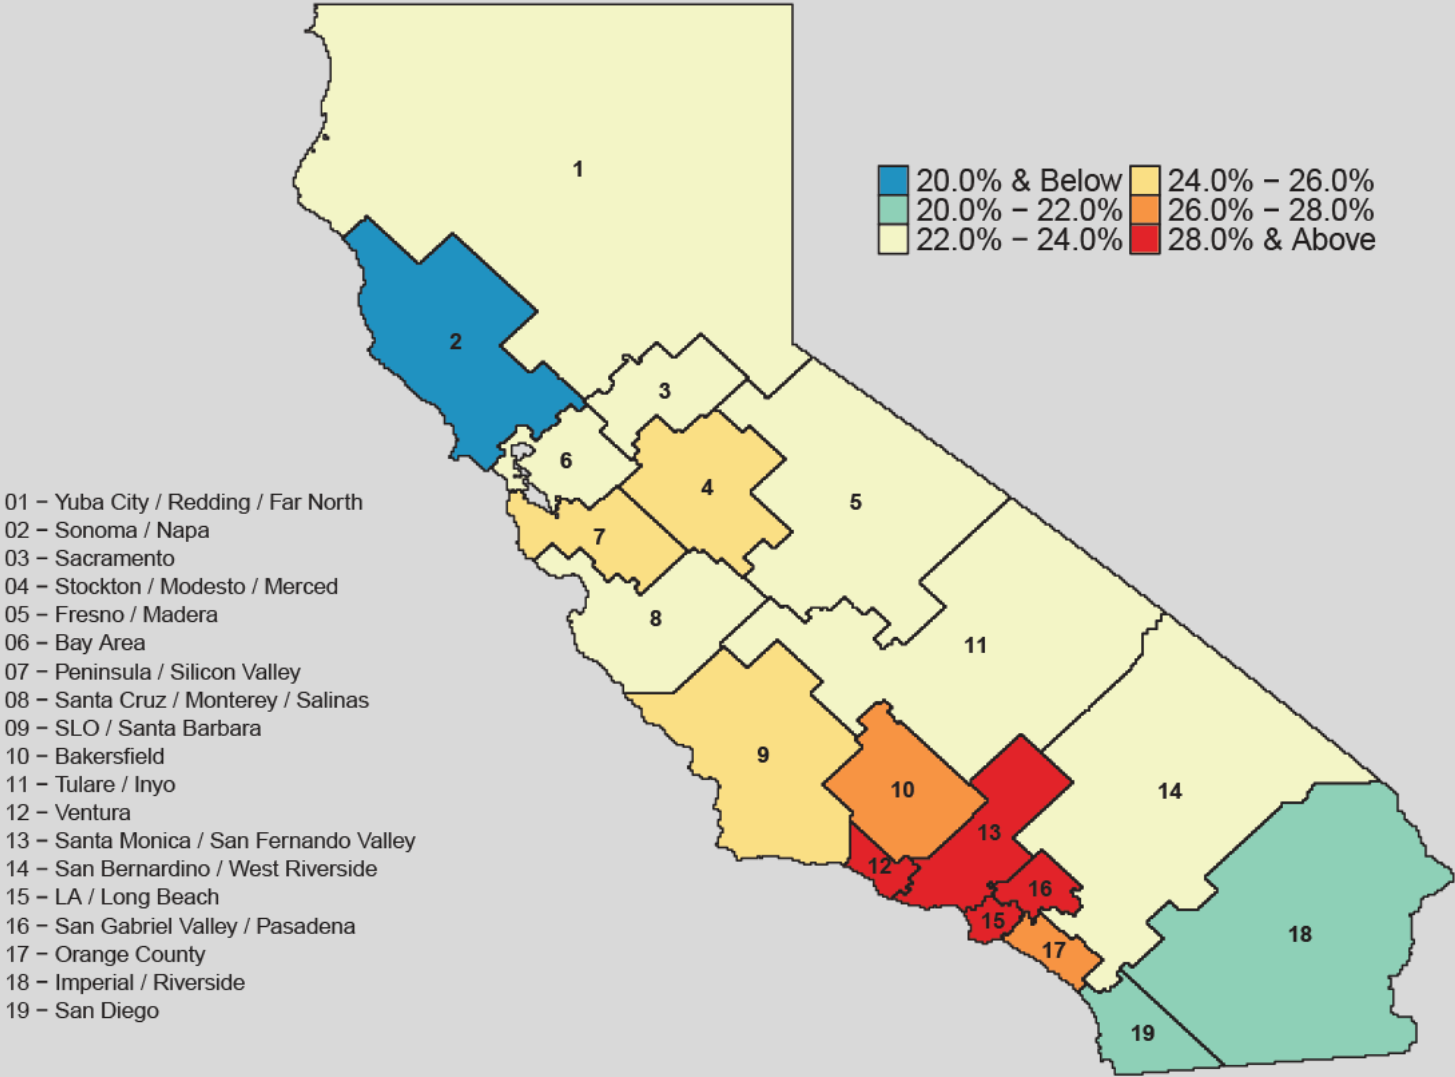 1
20.0% & Below
24.0% − 26.0%
20.0% − 22.0%
26.0% − 28.0%
22.0% − 24.0%
28.0% & Above
2
3
6
4
5
7
8
11
9
10
14
13
12
16
15
17
18
19
01 − Yuba City / Redding / Far North
02 − Sonoma / Napa
03 − Sacramento
04 − Stockton / Modesto / Merced
05 − Fresno / Madera
06 − Bay Area
07 − Peninsula / Silicon Valley
08 − Santa Cruz / Monterey / Salinas
09 − SLO / Santa Barbara
10 − Bakersfield
11 − Tulare / Inyo
12 − Ventura
13 − Santa Monica / San Fernando Valley
14 − San Bernardino / West Riverside
15 − LA / Long Beach
16 − San Gabriel Valley / Pasadena
17 − Orange County
18 − Imperial / Riverside
19 − San Diego